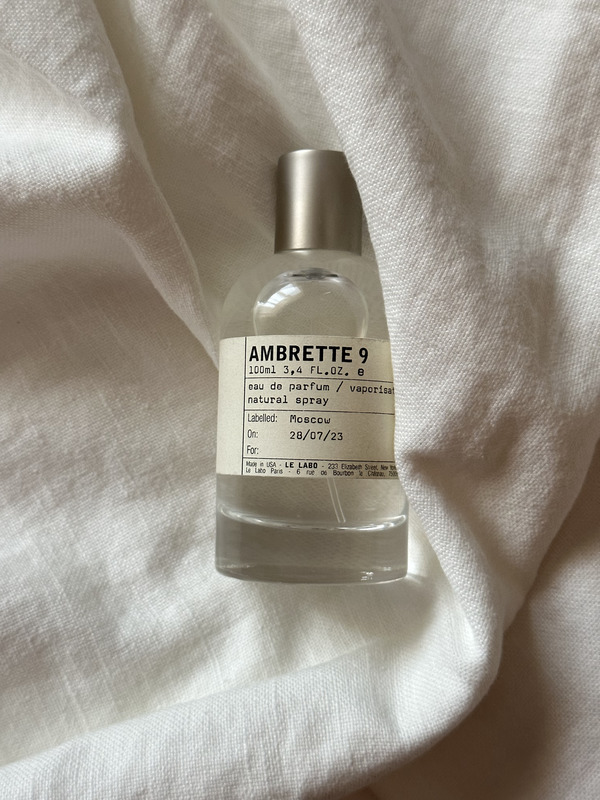 AMBRETTE 9
100ml 3,4 FL.OZ. e
eau de parfum / vaporisat
natural spray
Labelled: Moscow
On: 28/07/23
For:
Made in USA - LE LABO - 233 Elizabeth Street, New York
Le Labo Paris - 6 rue de Bourbon le Château,